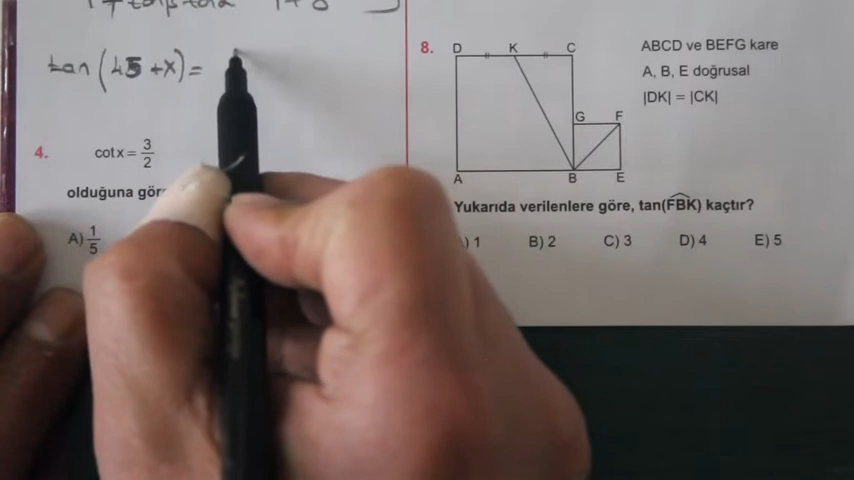 tan(45+x)=
4.
cotx= 3/2
olduğuna gör
A) 1/5
8.
D K C
G F
A B E
ABCD ve BEFG kare
A, B, E doğrusal
|DK| = |CK|
Yukarıda verilenlere göre, tan(FBK) kaçtır?
) 1 B) 2 C) 3 D) 4 E) 5